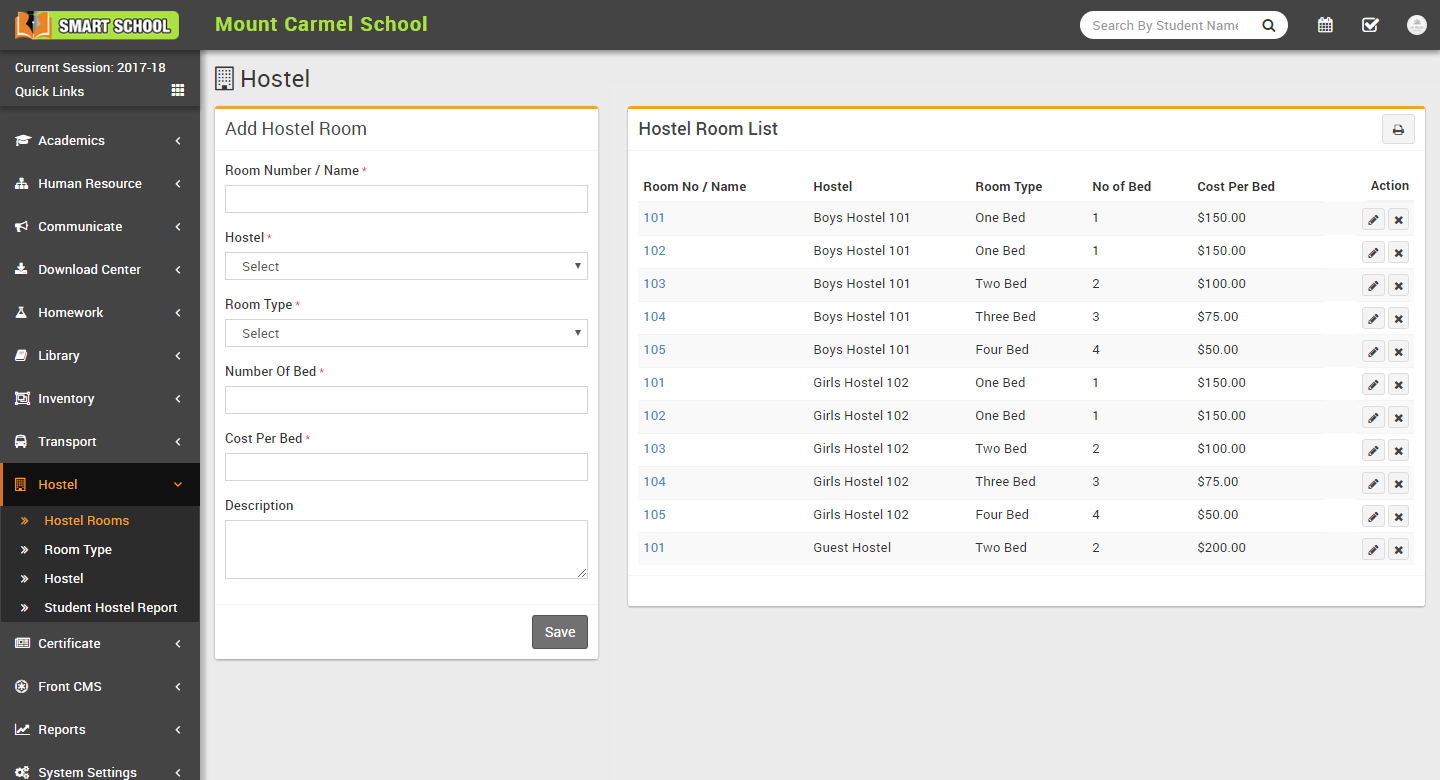 SMART SCHOOL
Mount Carmel School
Search By Student Name
Current Session: 2017-18
Quick Links
Academics
Human Resource
Communicate
Download Center
Homework
Library
Inventory
Transport
Hostel
Hostel Rooms
Room Type
Hostel
Student Hostel Report
Certificate
Front CMS
Reports
System Settings
Hostel
Add Hostel Room
Room Number / Name *
Hostel *
Select
Room Type *
Select
Number Of Bed *
Cost Per Bed *
Description
Save
Hostel Room List
Room No / Name Hostel Room Type No of Bed Cost Per Bed Action
101 Boys Hostel 101 One Bed 1 $150.00
102 Boys Hostel 101 One Bed 1 $150.00
103 Boys Hostel 101 Two Bed 2 $100.00
104 Boys Hostel 101 Three Bed 3 $75.00
105 Boys Hostel 101 Four Bed 4 $50.00
101 Girls Hostel 102 One Bed 1 $150.00
102 Girls Hostel 102 One Bed 1 $150.00
103 Girls Hostel 102 Two Bed 2 $100.00
104 Girls Hostel 102 Three Bed 3 $75.00
105 Girls Hostel 102 Four Bed 4 $50.00
101 Guest Hostel Two Bed 2 $200.00